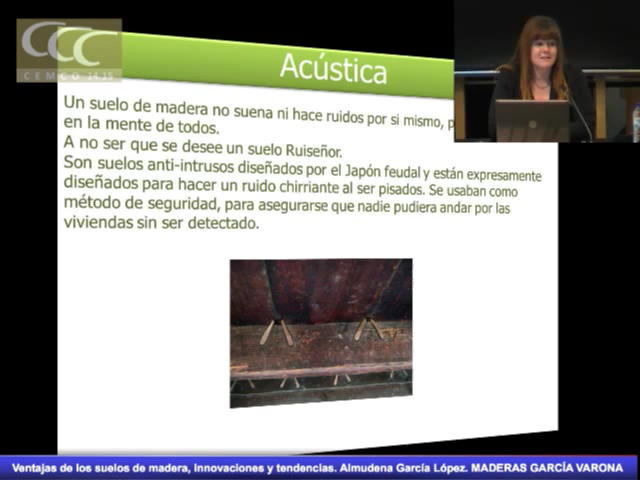 CCC
CEMCO 14.15
Acústica
Un suelo de madera no suena ni hace ruidos por si mismo,
en la mente de todos.
A no ser que se desee un suelo Ruiseñor.
Son suelos anti-intrusos diseñados por el Japón feudal y están expresamente
diseñados para hacer un ruido chirriante al ser pisados. Se usaban como
método de seguridad, para asegurarse que nadie pudiera andar por las
viviendas sin ser detectado.
Ventajas de los suelos de madera, Innovaciones y tendencias. Almudena García López. MADERAS GARCÍA VARONA